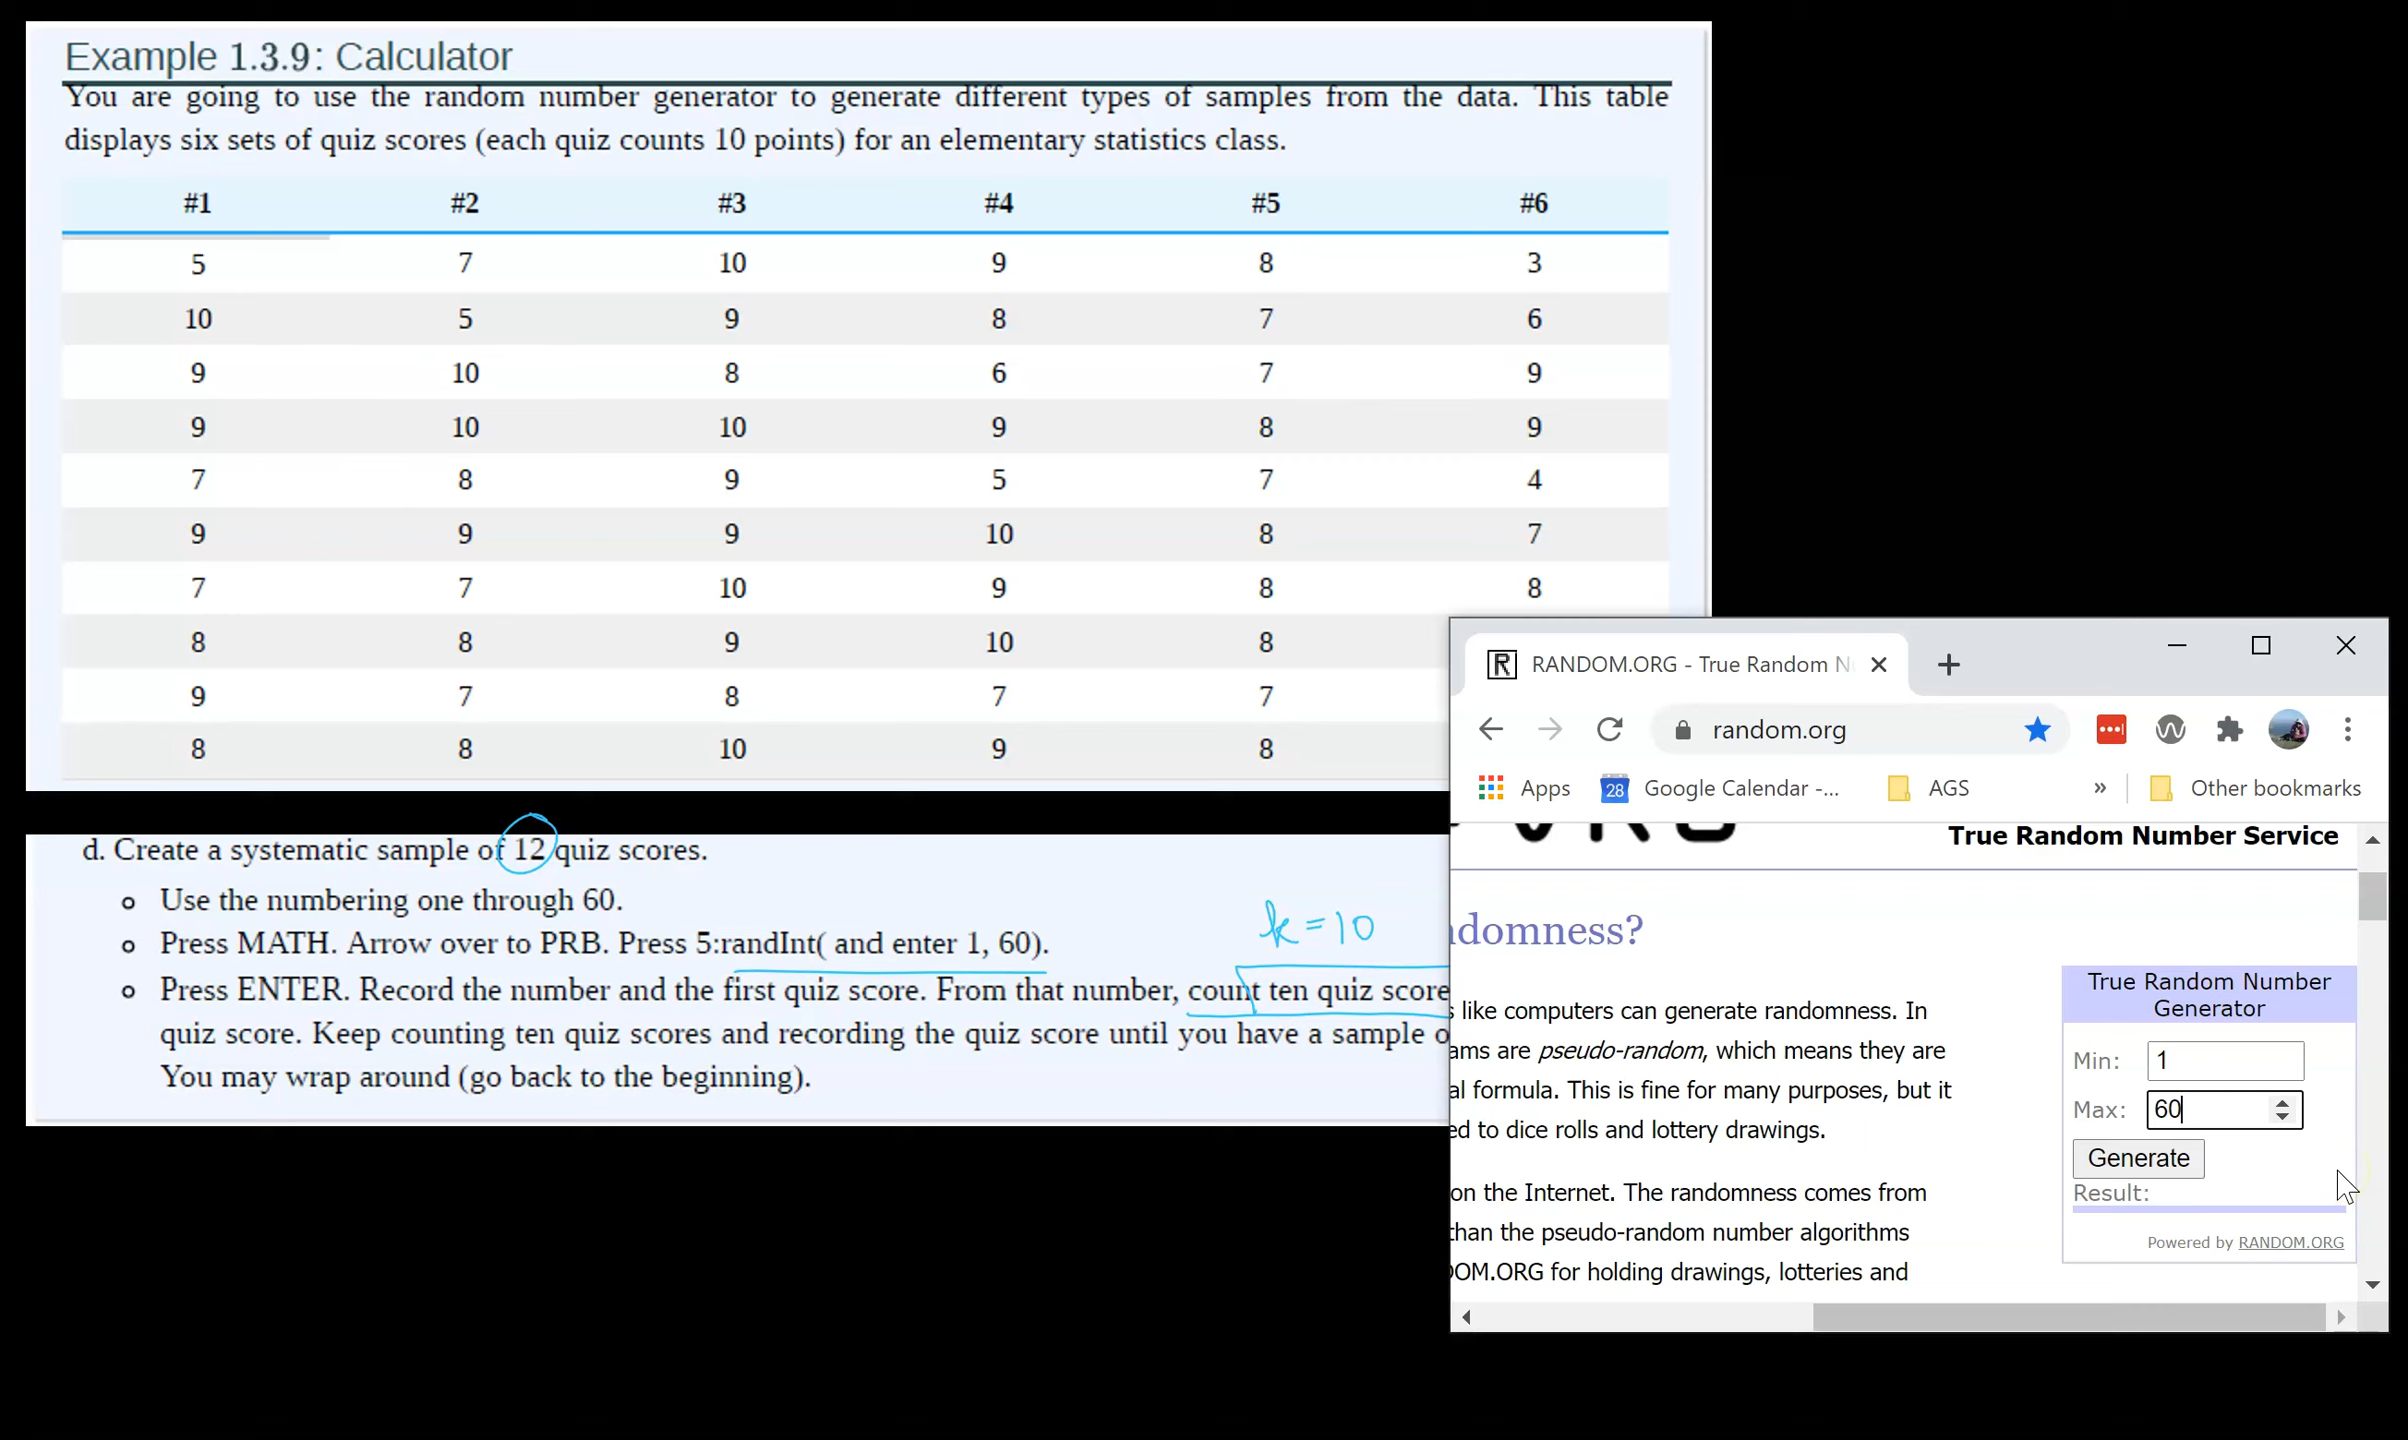 Example 1.3.9: Calculator
You are going to use the random number generator to generate different types of samples from the data. This table
displays six sets of quiz scores (each quiz counts 10 points) for an elementary statistics class.
#1 #2 #3 #4 #5 #6
5 7 10 9 8 3
10 5 9 8 7 6
9 10 8 6 7 9
9 10 10 9 8 9
7 8 9 5 7 4
9 9 9 10 8 7
7 7 10 9 8 8
8 8 9 10 8
9 7 8 7 7
8 8 10 9 8
d. Create a systematic sample of 12 quiz scores.
Use the numbering one through 60.
Press MATH. Arrow over to PRB. Press 5:randInt( and enter 1, 60).
k = 10
Press ENTER. Record the number and the first quiz score. From that number, count ten quiz score
quiz score. Keep counting ten quiz scores and recording the quiz score until you have a sample o
You may wrap around (go back to the beginning).
R RANDOM.ORG - True Random N
random.org
Apps 28 Google Calendar -... AGS » Other bookmarks
True Random Number Service
ndomness?
s like computers can generate randomness. In
ams are pseudo-random, which means they are
al formula. This is fine for many purposes, but it
ed to dice rolls and lottery drawings.
on the Internet. The randomness comes from
than the pseudo-random number algorithms
DOM.ORG for holding drawings, lotteries and
True Random Number
Generator
Min: 1
Max: 60
Generate
Result:
Powered by RANDOM.ORG